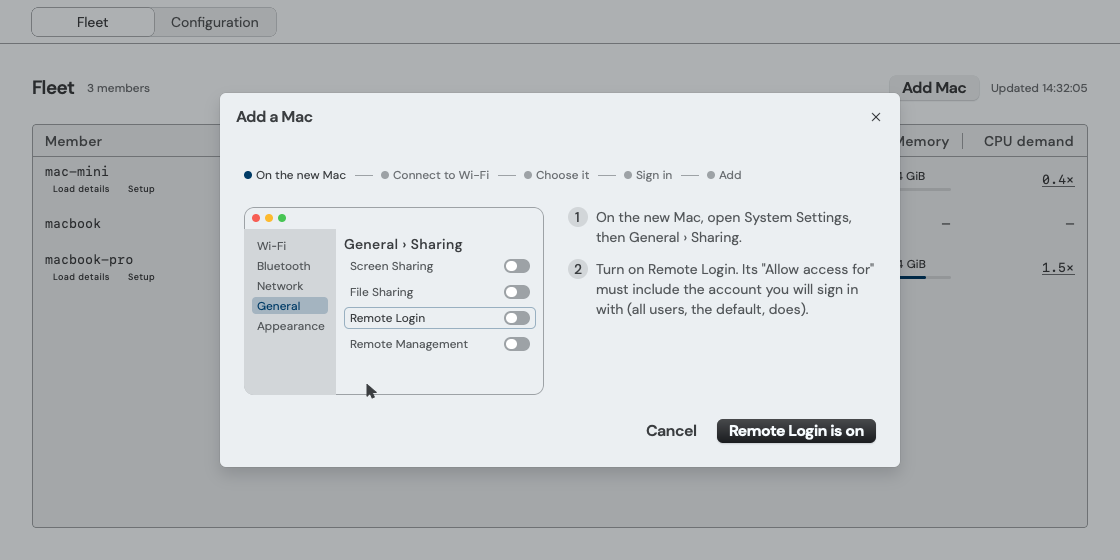 Fleet
Configuration
Fleet
3 members
Add Mac
Updated 14:32:05
Member
Memory
CPU demand
mac-mini
Load details
Setup
GiB
0.4×
macbook
—
—
macbook-pro
Load details
Setup
GiB
1.5×
Add a Mac
×
On the new Mac
Connect to Wi-Fi
Choose it
Sign in
Add
Wi-Fi
Bluetooth
Network
General
Appearance
General › Sharing
Screen Sharing
File Sharing
Remote Login
Remote Management
1
On the new Mac, open System Settings,
then General › Sharing.
2
Turn on Remote Login. Its "Allow access for"
must include the account you will sign in
with (all users, the default, does).
Cancel
Remote Login is on